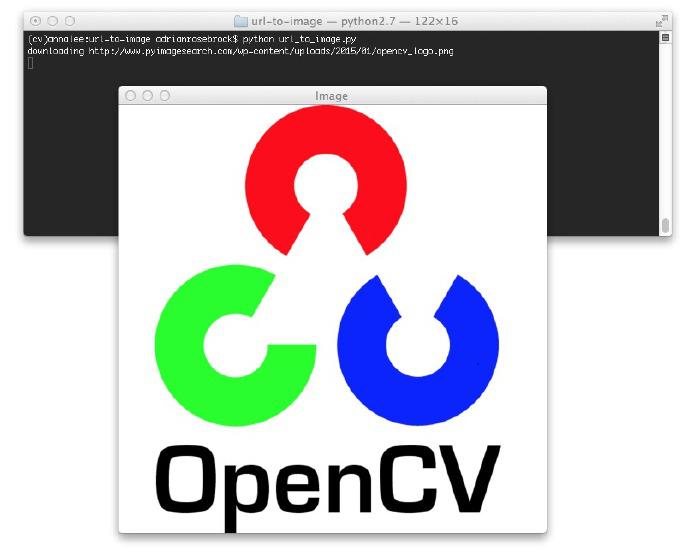 url-to-image — python2.7 — 122×16
(cv)annalee:url-to-image adrianrosebrock$ python url_to_image.py
downloading http://www.pyimagesearch.com/wp-content/uploads/2015/01/opencv_logo.png
Image
OpenCV